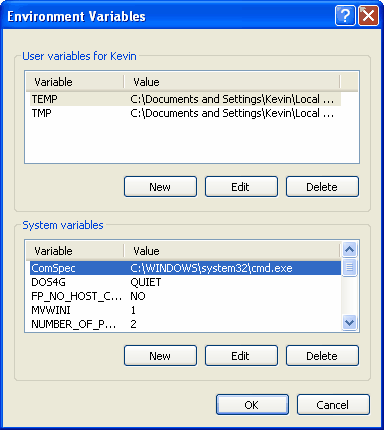 Environment Variables
User variables for Kevin
Variable Value
TEMP C:\Documents and Settings\Kevin\Local ...
TMP C:\Documents and Settings\Kevin\Local ...
New Edit Delete
System variables
Variable Value
ComSpec C:\WINDOWS\system32\cmd.exe
DOS4G QUIET
FP_NO_HOST_C... NO
MVWINI 1
NUMBER_OF_P... 2
New Edit Delete
OK Cancel